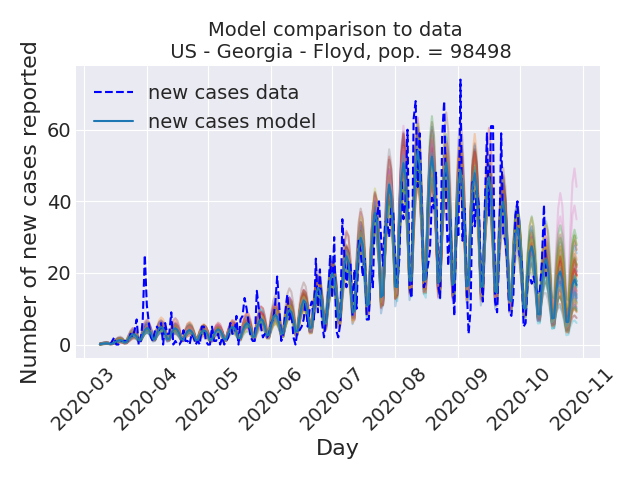 Model comparison to data
US - Georgia - Floyd, pop. = 98498
Number of new cases reported
new cases data
new cases model
60
40
20
0
2020-03
2020-04
2020-05
2020-06
2020-07
2020-08
2020-09
2020-10
2020-11
Day